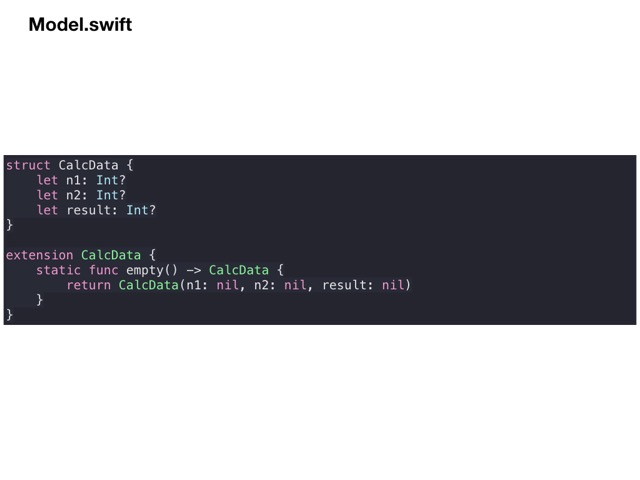 Model.swift
struct CalcData {
    let n1: Int?
    let n2: Int?
    let result: Int?
}
extension CalcData {
    static func empty() -> CalcData {
        return CalcData(n1: nil, n2: nil, result: nil)
    }
}